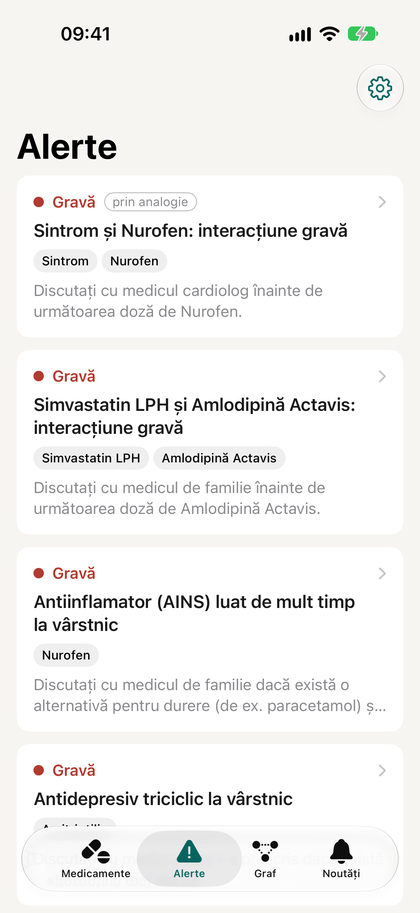 09:41
Alerte
Gravă prin analogie
Sintrom și Nurofen: interacțiune gravă
Sintrom Nurofen
Discutați cu medicul cardiolog înainte de
următoarea doză de Nurofen.
Gravă
Simvastatin LPH și Amlodipină Actavis:
interacțiune gravă
Simvastatin LPH Amlodipină Actavis
Discutați cu medicul de familie înainte de
următoarea doză de Amlodipină Actavis.
Gravă
Antiinflamator (AINS) luat de mult timp
la vârstnic
Nurofen
Discutați cu medicul de familie dacă există o
alternativă pentru durere (de ex. paracetamol) ș...
Gravă
Antidepresiv triciclic la vârstnic
Medicamente Alerte Graf Noutăți